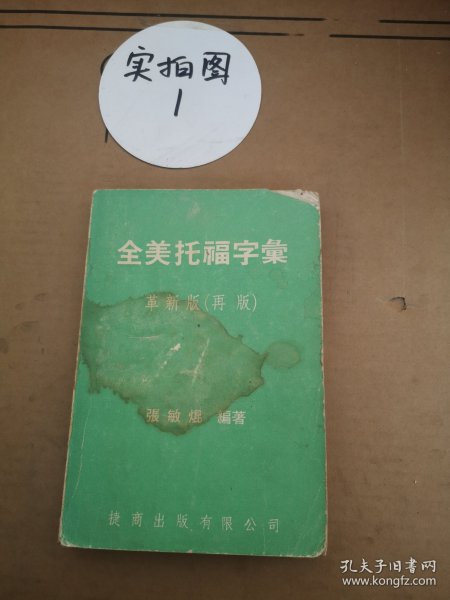 实拍图
1
全美托福字彙
革新版(再版)
張敏焜 編著
捷商出版有限公司
孔夫子旧书网
www.kongfz.com